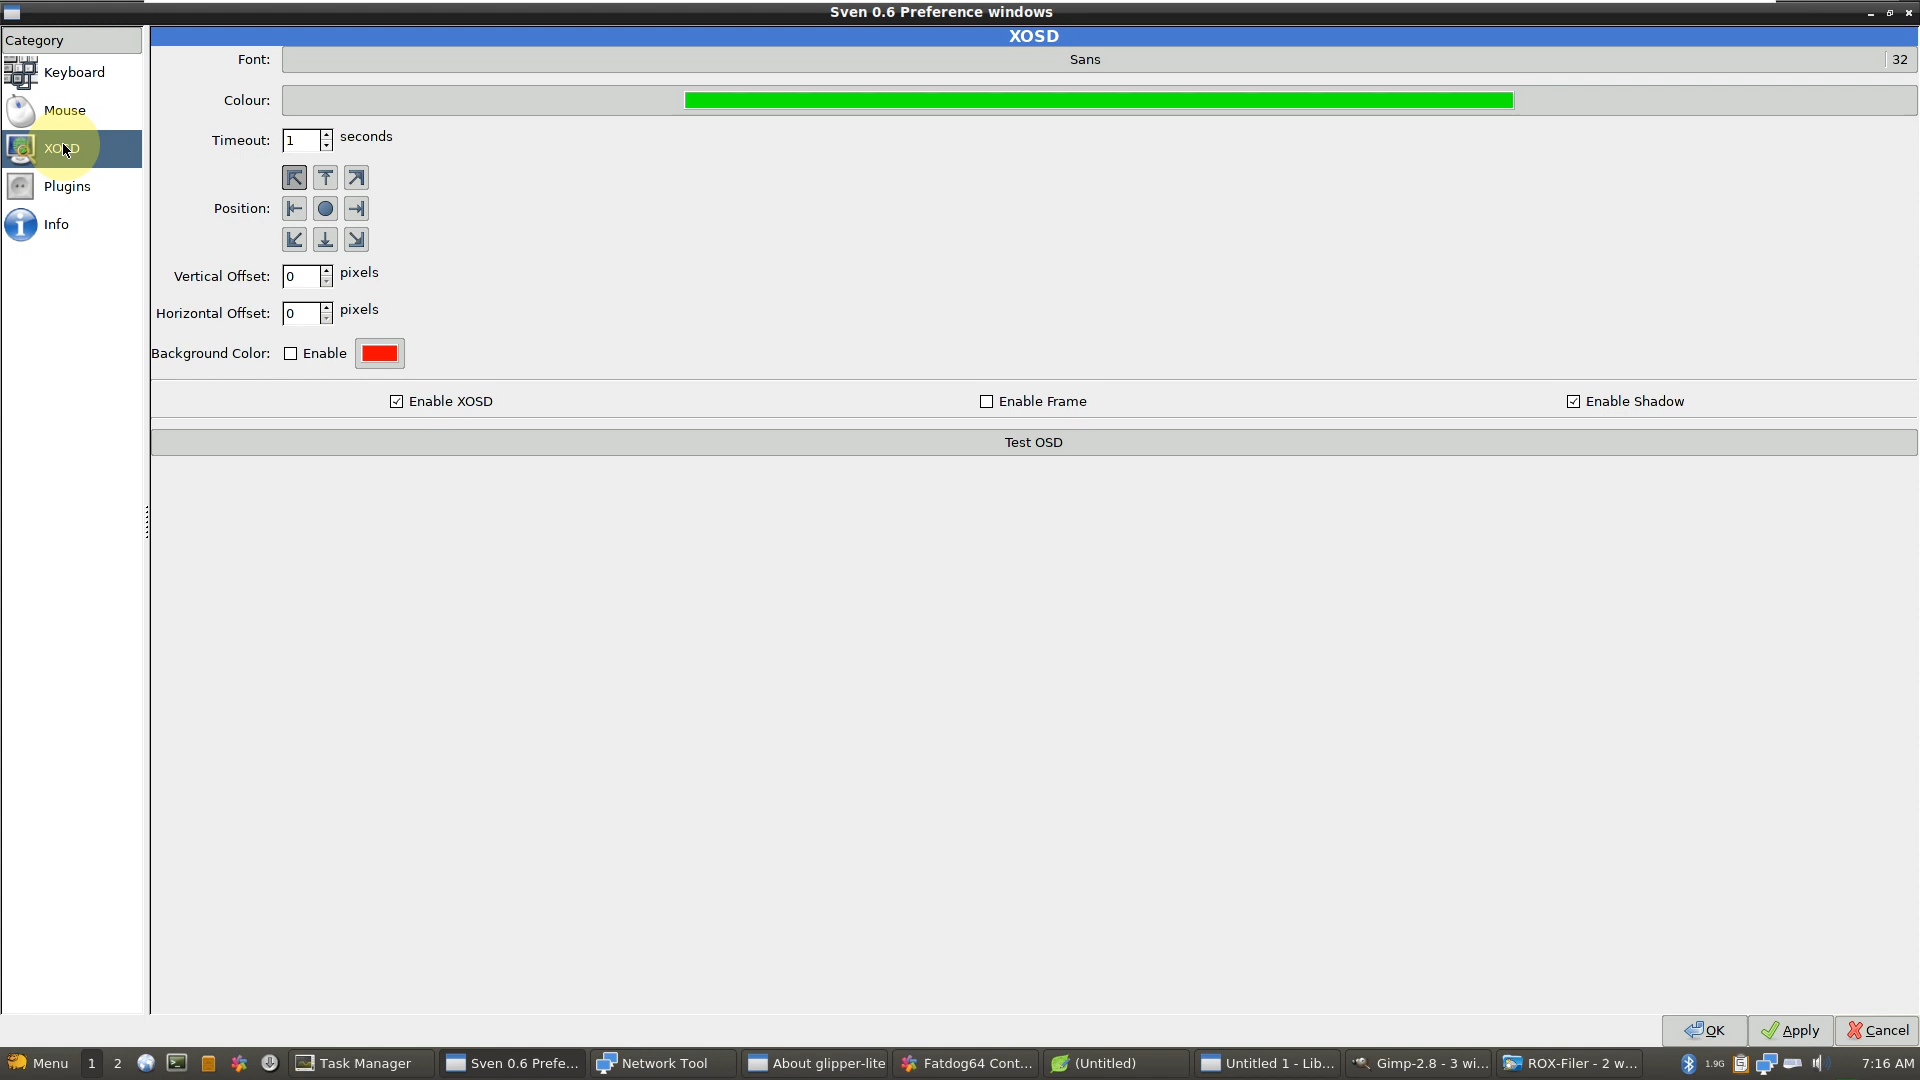 Sven 0.6 Preference windows
Category
Keyboard
Mouse
XOSD
Plugins
Info
XOSD
Font:
Sans
32
Colour:
Timeout:
1
seconds
Position:
Vertical Offset:
0
pixels
Horizontal Offset:
0
pixels
Background Color:
Enable
Enable XOSD
Enable Frame
Enable Shadow
Test OSD
OK
Apply
Cancel
Menu
1
2
Task Manager
Sven 0.6 Prefe...
Network Tool
About glipper-lite
Fatdog64 Cont...
(Untitled)
Untitled 1 - Lib...
Gimp-2.8 - 3 wi...
ROX-Filer - 2 w...
1.9G
7:16 AM